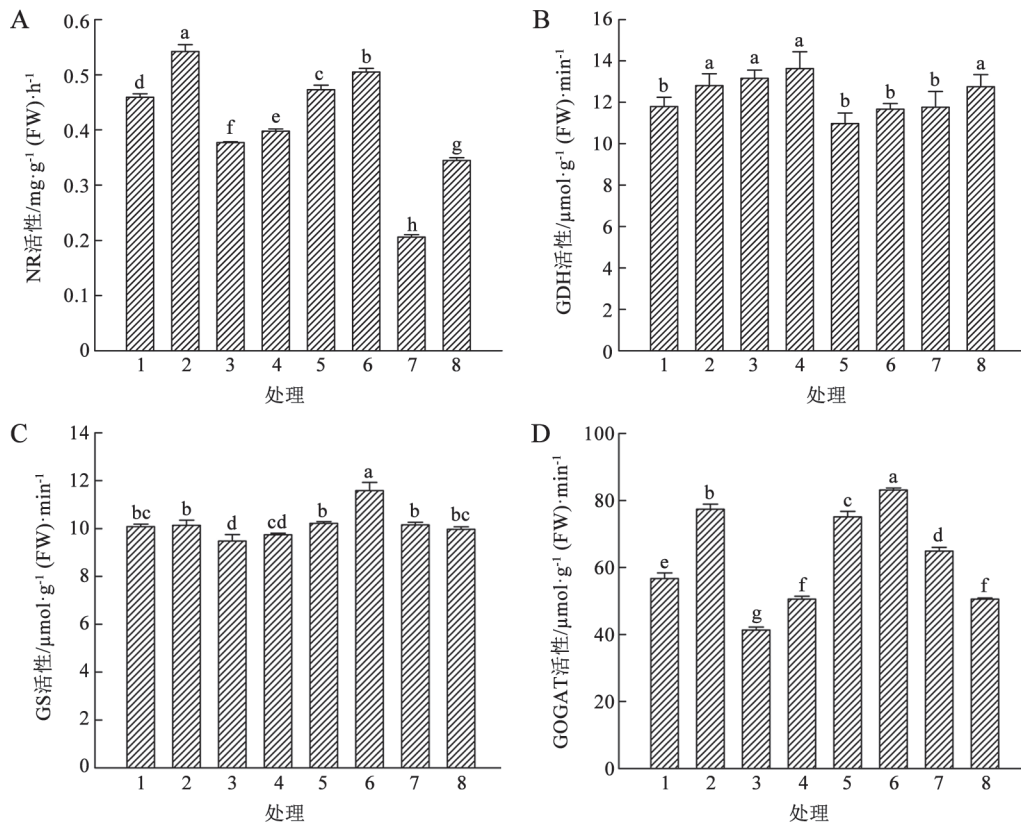 A
NR活性/mg·g⁻¹ (FW)·h⁻¹
0.6
0.5
0.4
0.3
0.2
0.1
0
d
a
f
e
c
b
h
g
1 2 3 4 5 6 7 8
处理
B
GDH活性/μmol·g⁻¹ (FW)·min⁻¹
16
14
12
10
8
6
4
2
0
b
a
a
a
b
b
b
a
1 2 3 4 5 6 7 8
处理
C
GS活性/μmol·g⁻¹ (FW)·min⁻¹
14
12
10
8
6
4
2
0
bc
b
d
cd
b
a
b
bc
1 2 3 4 5 6 7 8
处理
D
GOGAT活性/μmol·g⁻¹ (FW)·min⁻¹
100
80
60
40
20
0
e
b
g
f
c
a
d
f
1 2 3 4 5 6 7 8
处理